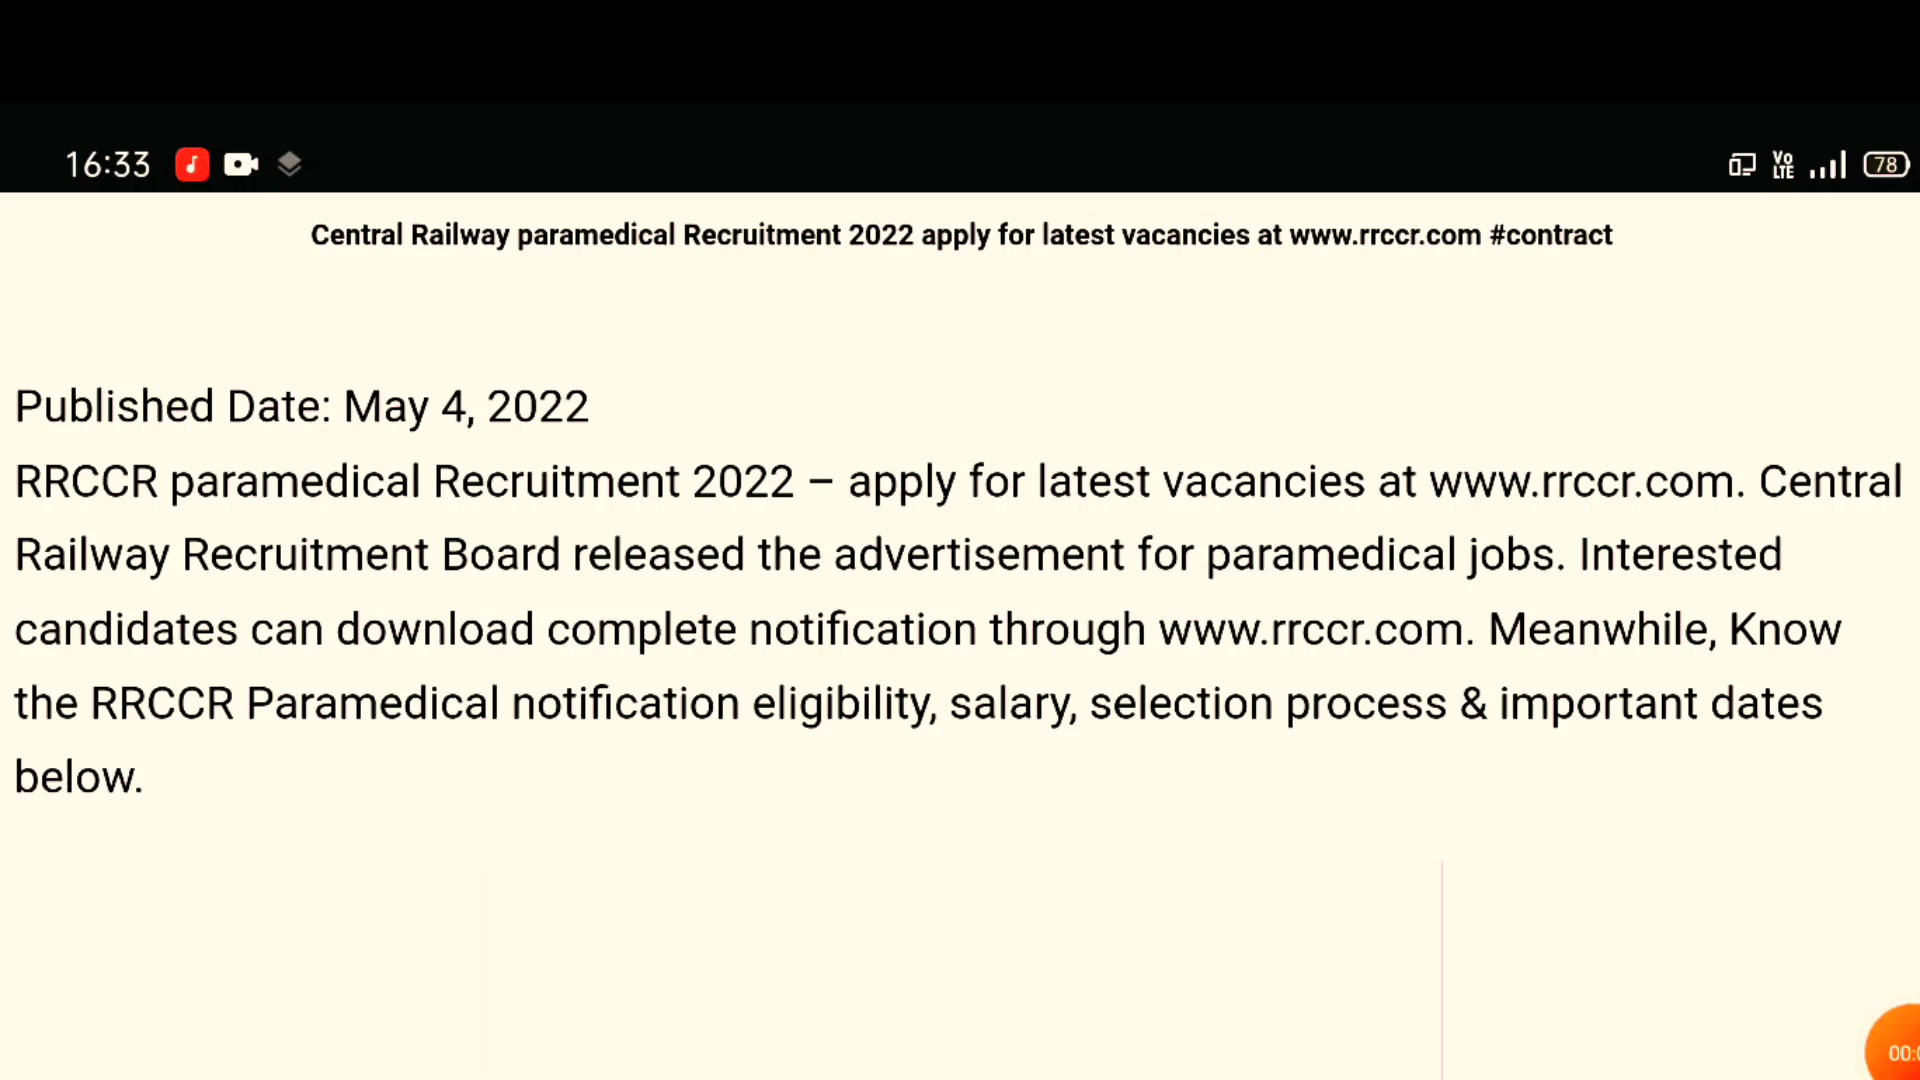 16:33
Vo
LTE
78
Central Railway paramedical Recruitment 2022 apply for latest vacancies at www.rrccr.com #contract
Published Date: May 4, 2022
RRCCR paramedical Recruitment 2022 – apply for latest vacancies at www.rrccr.com. Central
Railway Recruitment Board released the advertisement for paramedical jobs. Interested
candidates can download complete notification through www.rrccr.com. Meanwhile, Know
the RRCCR Paramedical notification eligibility, salary, selection process & important dates
below.